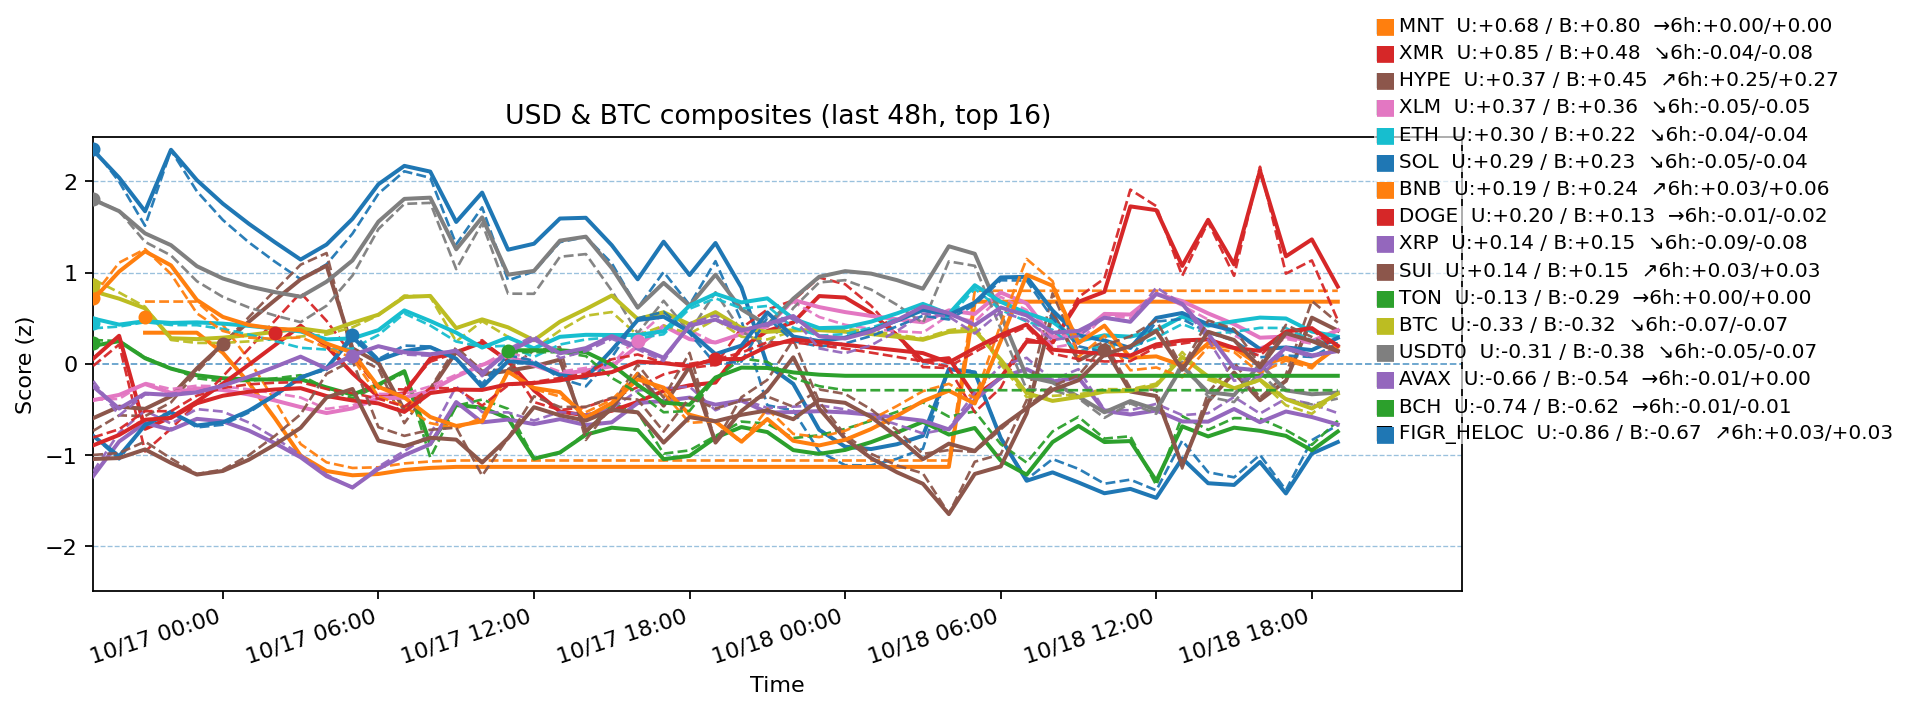 MNT U:+0.68 / B:+0.80 →6h:+0.00/+0.00
XMR U:+0.85 / B:+0.48 ↘6h:-0.04/-0.08
HYPE U:+0.37 / B:+0.45 ↗6h:+0.25/+0.27
XLM U:+0.37 / B:+0.36 ↘6h:-0.05/-0.05
USD & BTC composites (last 48h, top 16)
ETH U:+0.30 / B:+0.22 ↘6h:-0.04/-0.04
SOL U:+0.29 / B:+0.23 ↘6h:-0.05/-0.04
BNB U:+0.19 / B:+0.24 ↗6h:+0.03/+0.06
DOGE U:+0.20 / B:+0.13 →6h:-0.01/-0.02
XRP U:+0.14 / B:+0.15 ↘6h:-0.09/-0.08
SUI U:+0.14 / B:+0.15 ↗6h:+0.03/+0.03
TON U:-0.13 / B:-0.29 →6h:+0.00/+0.00
BTC U:-0.33 / B:-0.32 ↘6h:-0.07/-0.07
USDT0 U:-0.31 / B:-0.38 ↘6h:-0.05/-0.07
AVAX U:-0.66 / B:-0.54 →6h:-0.01/+0.00
BCH U:-0.74 / B:-0.62 →6h:-0.01/-0.01
FIGR_HELOC U:-0.86 / B:-0.67 ↗6h:+0.03/+0.03
Score (z)
2
1
0
−1
−2
10/17 00:00
10/17 06:00
10/17 12:00
10/17 18:00
10/18 00:00
10/18 06:00
10/18 12:00
10/18 18:00
Time